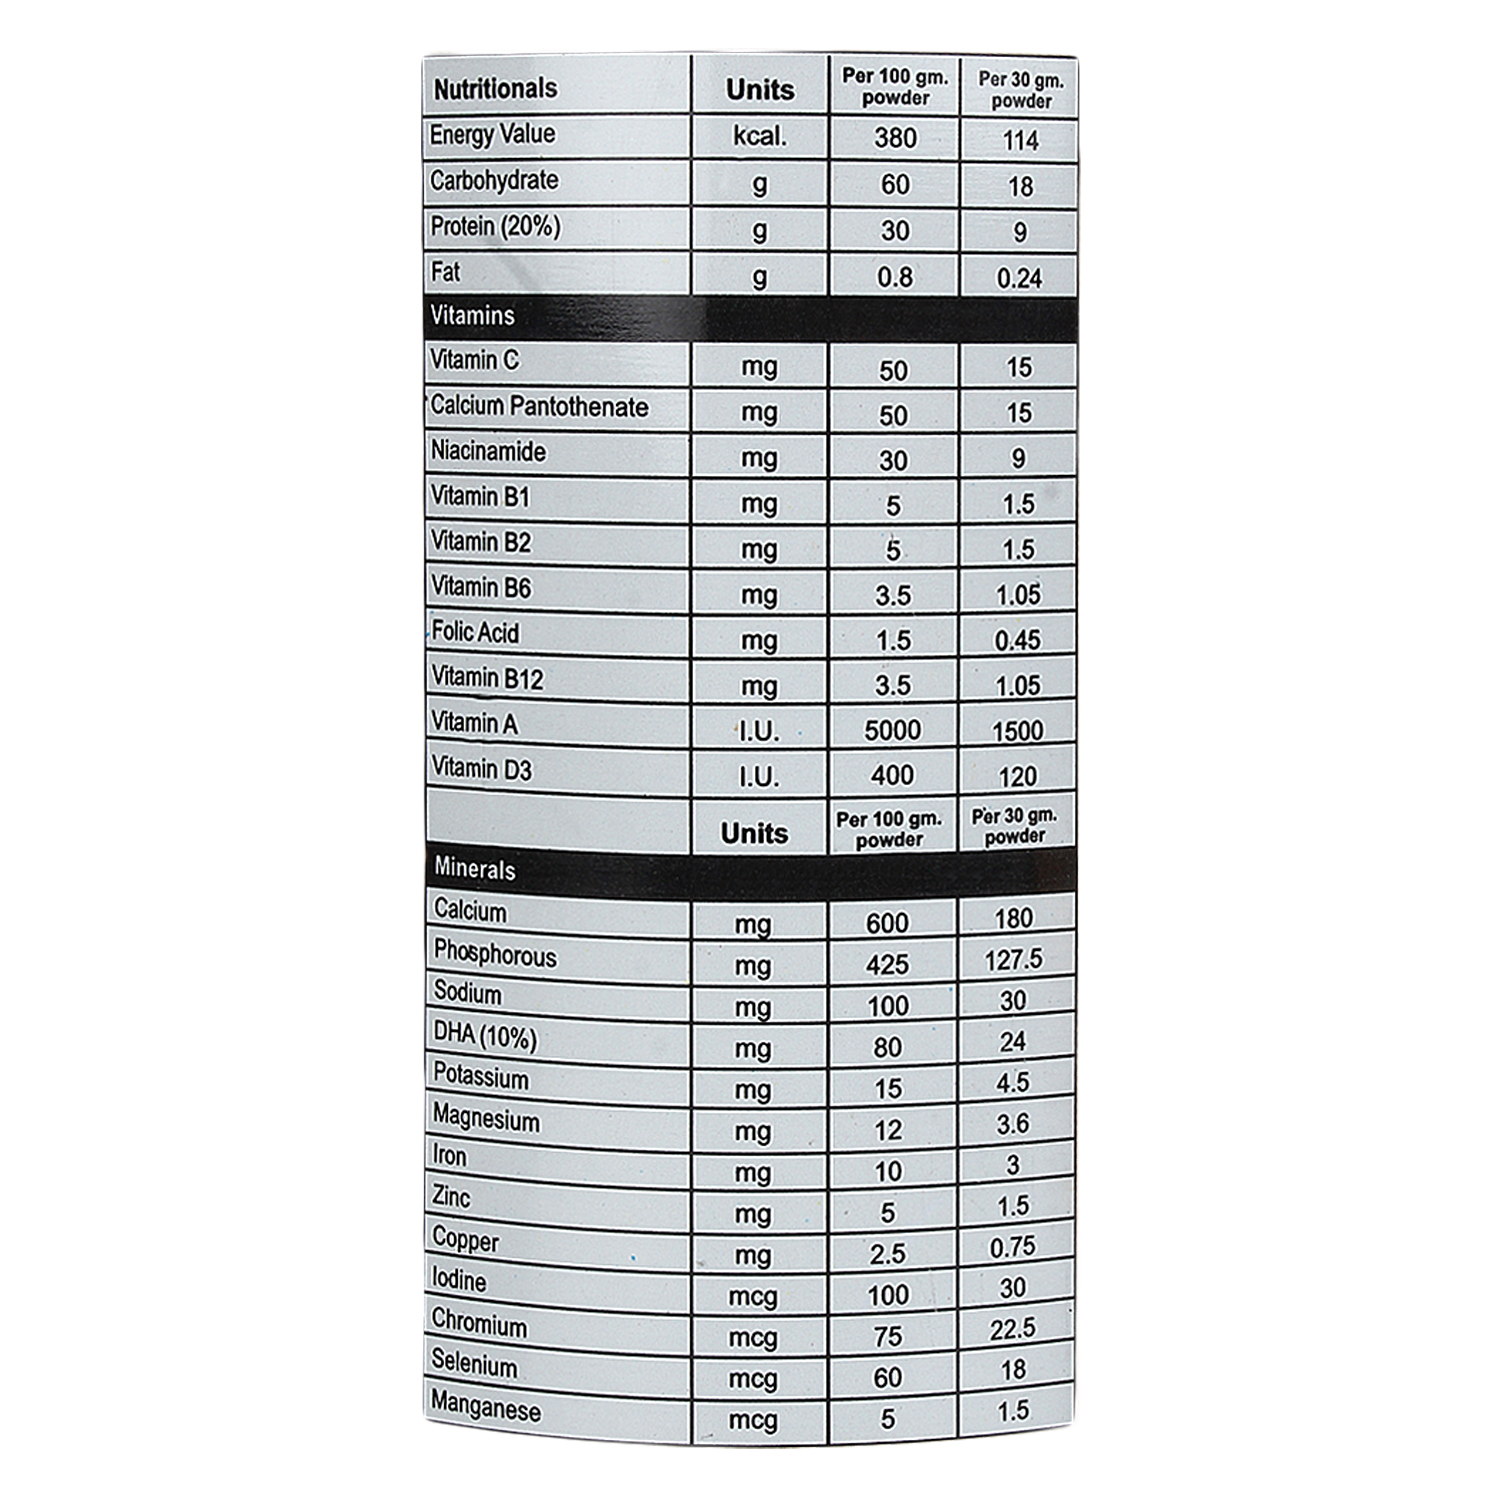 Nutritionals Units Per 100 gm. powder Per 30 gm. powder
Energy Value kcal. 380 114
Carbohydrate g 60 18
Protein (20%) g 30 9
Fat g 0.8 0.24
Vitamins
Vitamin C mg 50 15
Calcium Pantothenate mg 50 15
Niacinamide mg 30 9
Vitamin B1 mg 5 1.5
Vitamin B2 mg 5 1.5
Vitamin B6 mg 3.5 1.05
Folic Acid mg 1.5 0.45
Vitamin B12 mg 3.5 1.05
Vitamin A I.U. 5000 1500
Vitamin D3 I.U. 400 120
Units Per 100 gm. powder Per 30 gm. powder
Minerals
Calcium mg 600 180
Phosphorous mg 425 127.5
Sodium mg 100 30
DHA (10%) mg 80 24
Potassium mg 15 4.5
Magnesium mg 12 3.6
Iron mg 10 3
Zinc mg 5 1.5
Copper mg 2.5 0.75
Iodine mcg 100 30
Chromium mcg 75 22.5
Selenium mcg 60 18
Manganese mcg 5 1.5